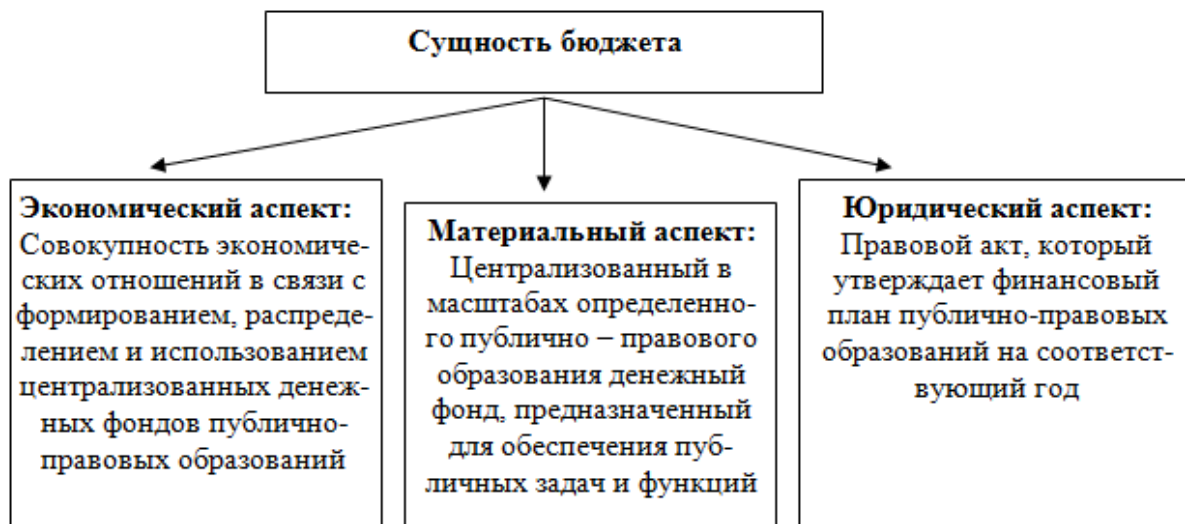 Сущность бюджета
Экономический аспект:
Совокупность экономиче-
ских отношений в связи с
формированием, распреде-
лением и использованием
централизованных денеж-
ных фондов публично-
правовых образований
Материальный аспект:
Централизованный в
масштабах определенно-
го публично – правового
образования денежный
фонд, предназначенный
для обеспечения пуб-
личных задач и функций
Юридический аспект:
Правовой акт, который
утверждает финансовый
план публично-правовых
образований на соответст-
вующий год